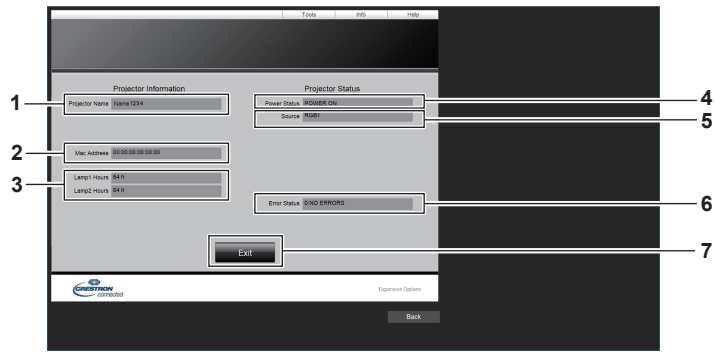 Tools Info Help
Projector Information
Projector Status
1 Projector Name Name1234
Power Status POWER ON 4
Source RGB1 5
2 Mac Address 00:00:00:00:00:00
3 Lamp1 Hours 64 h
Lamp2 Hours 64 h
Error Status 0:NO ERRORS 6
Exit 7
CRESTRON
connected
Expansion Options
Back